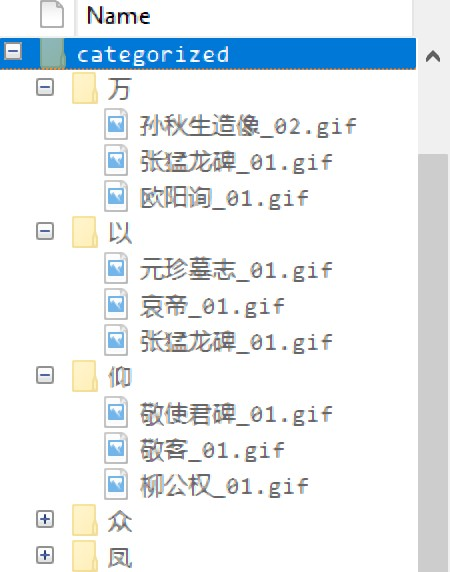 Name
categorized
万
孙秋生造像_02.gif
张猛龙碑_01.gif
欧阳询_01.gif
以
元珍墓志_01.gif
哀帝_01.gif
张猛龙碑_01.gif
仰
敬使君碑_01.gif
敬客_01.gif
柳公权_01.gif
众
凤